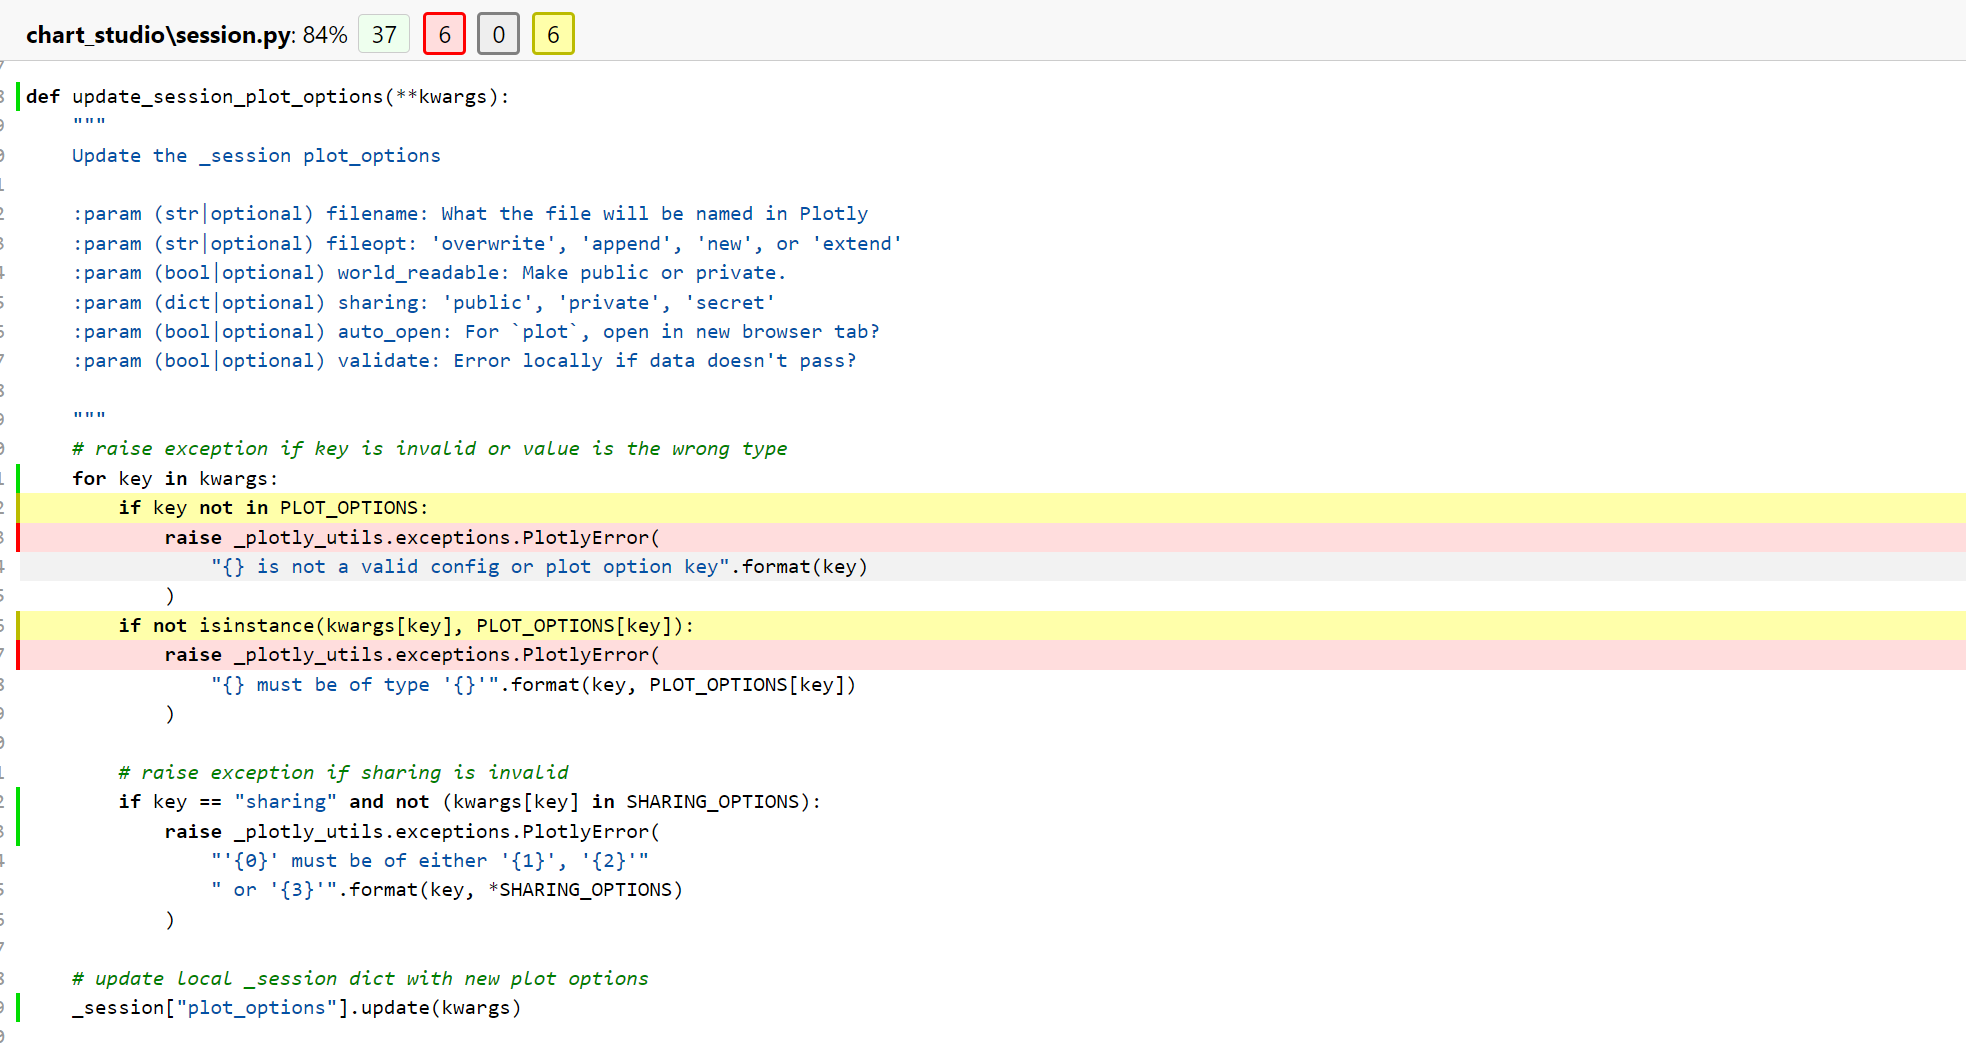 chart_studio\session.py: 84% 37 6 0 6
def update_session_plot_options(**kwargs):
    """
    Update the _session plot_options
    :param (str|optional) filename: What the file will be named in Plotly
    :param (str|optional) fileopt: 'overwrite', 'append', 'new', or 'extend'
    :param (bool|optional) world_readable: Make public or private.
    :param (dict|optional) sharing: 'public', 'private', 'secret'
    :param (bool|optional) auto_open: For `plot`, open in new browser tab?
    :param (bool|optional) validate: Error locally if data doesn't pass?
    """
    # raise exception if key is invalid or value is the wrong type
    for key in kwargs:
        if key not in PLOT_OPTIONS:
            raise _plotly_utils.exceptions.PlotlyError(
                "{} is not a valid config or plot option key".format(key)
            )
        if not isinstance(kwargs[key], PLOT_OPTIONS[key]):
            raise _plotly_utils.exceptions.PlotlyError(
                "{} must be of type '{}'".format(key, PLOT_OPTIONS[key])
            )
        # raise exception if sharing is invalid
        if key == "sharing" and not (kwargs[key] in SHARING_OPTIONS):
            raise _plotly_utils.exceptions.PlotlyError(
                "'{0}' must be of either '{1}', '{2}'"
                " or '{3}'".format(key, *SHARING_OPTIONS)
            )
    # update local _session dict with new plot options
    _session["plot_options"].update(kwargs)